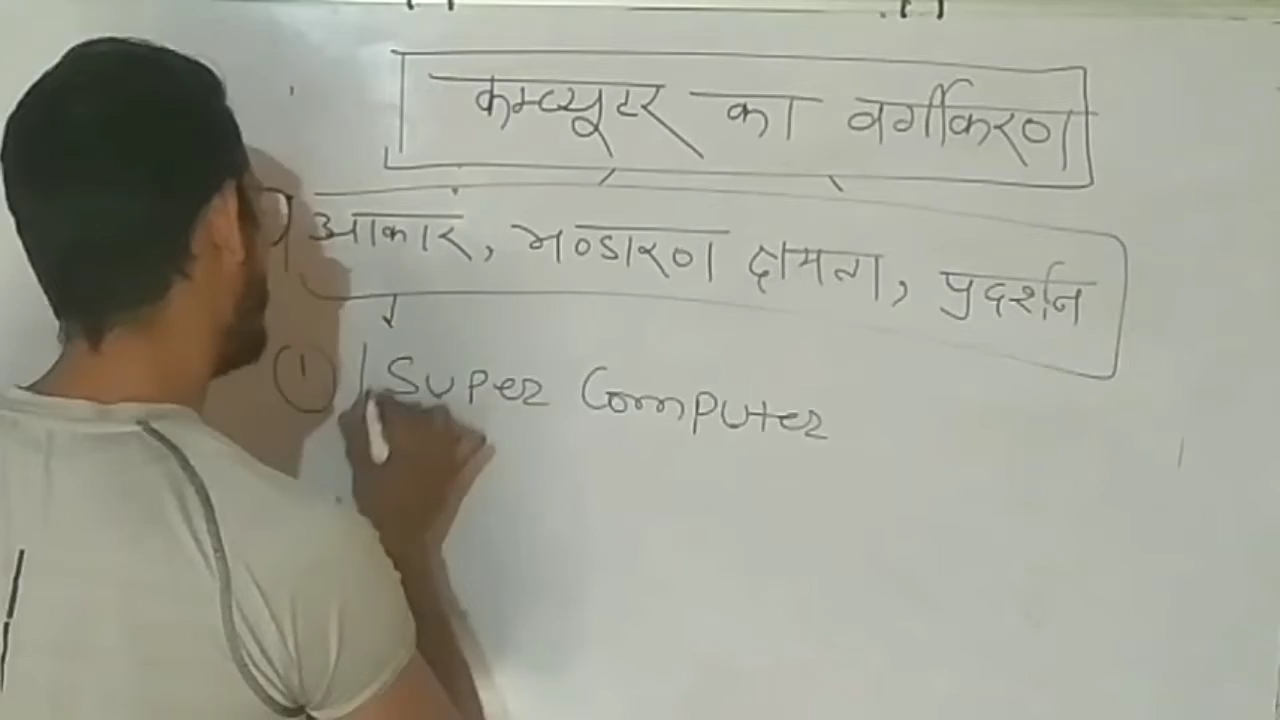 कम्प्यूटर का वर्गीकरण
आकार, भण्डारण क्षमता, प्रदर्शन
① Super Computer